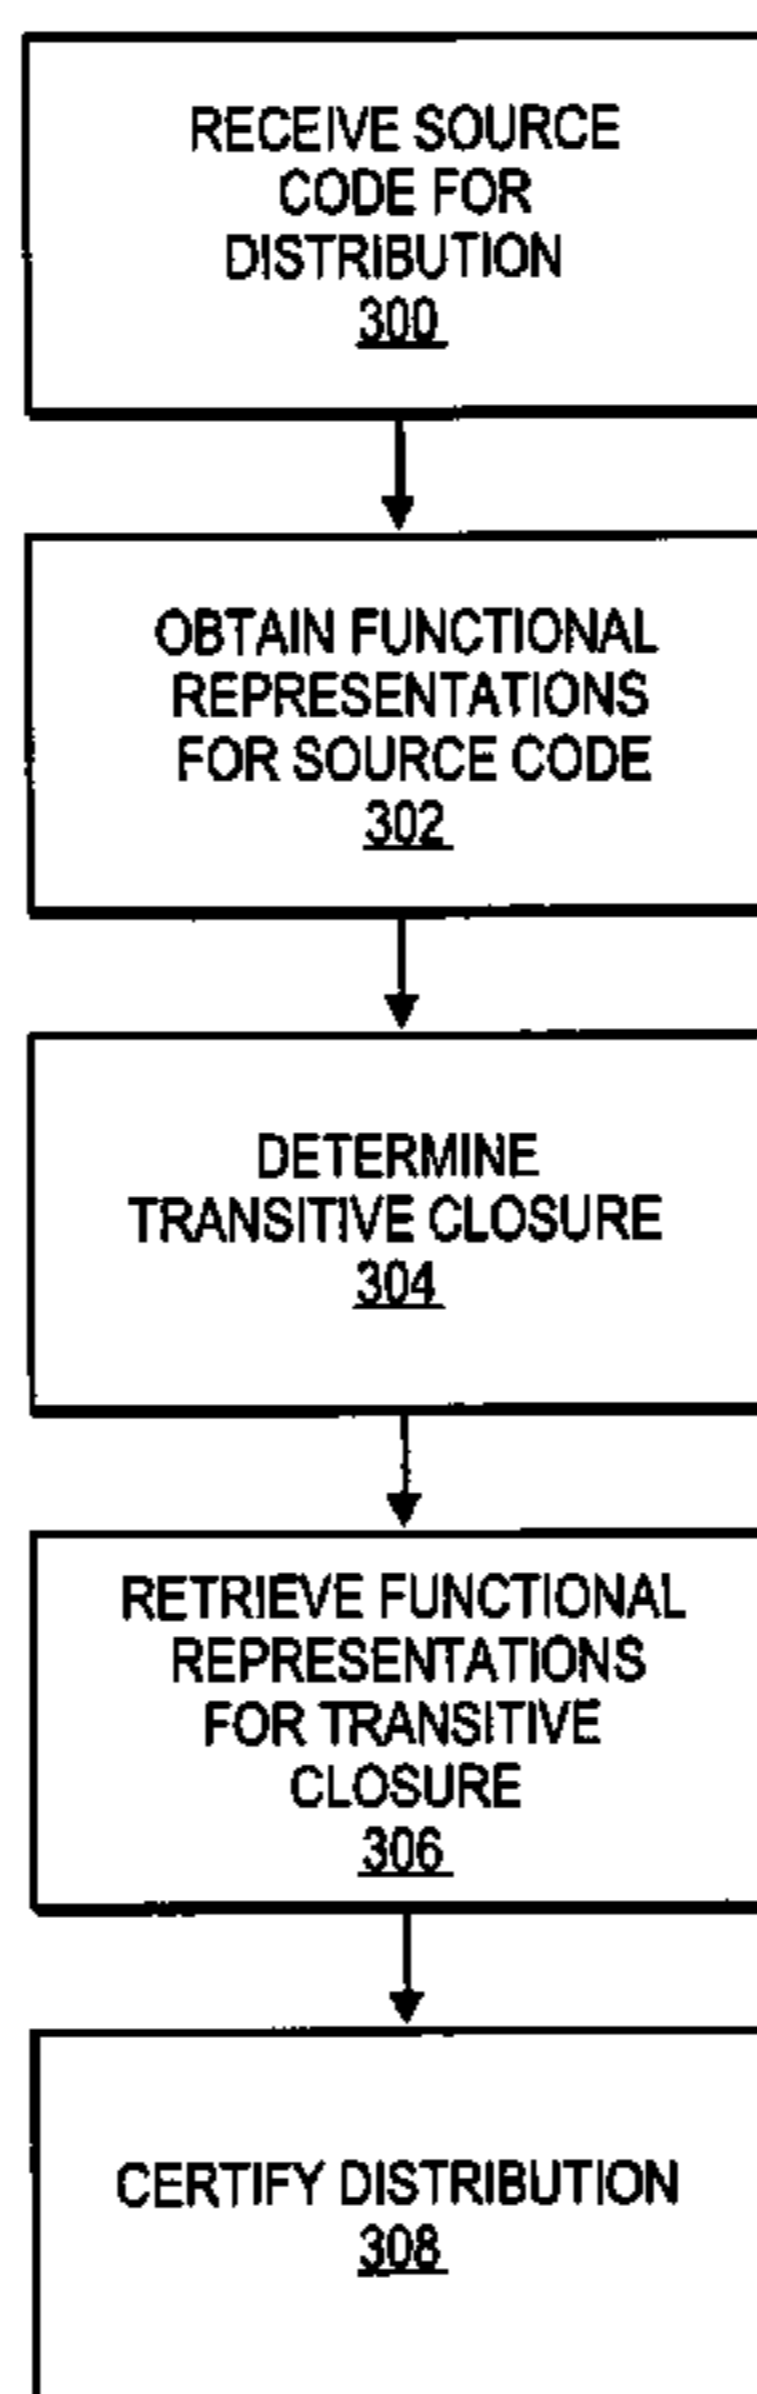 RECEIVE SOURCE
CODE FOR
DISTRIBUTION
300
OBTAIN FUNCTIONAL
REPRESENTATIONS
FOR SOURCE CODE
302
DETERMINE
TRANSITIVE CLOSURE
304
RETRIEVE FUNCTIONAL
REPRESENTATIONS
FOR TRANSITIVE
CLOSURE
306
CERTIFY DISTRIBUTION
308